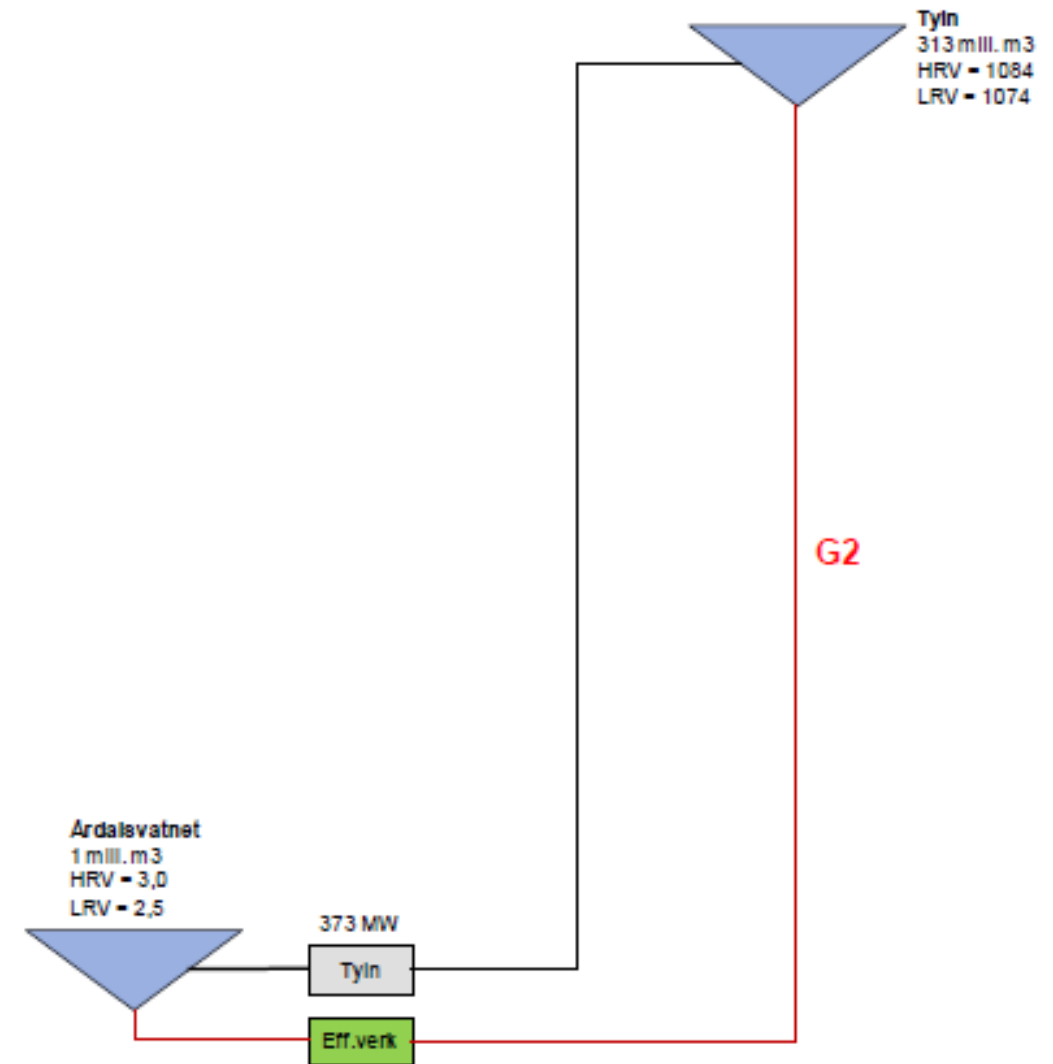 Tyin
313 mill. m3
HRV = 1084
LRV = 1074
G2
Årdalsvatnet
1 mill. m3
HRV = 3,0
LRV = 2,5
373 MW
Tyin
Eff.verk